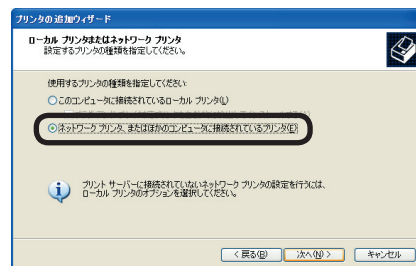 プリンタの追加ウィザード
ローカル プリンタまたはネットワーク プリンタ
設定するプリンタの種類を指定してください。
使用するプリンタの種類を指定してください:
このコンピュータに接続されているローカル プリンタ(L)
ネットワーク プリンタ、またはほかのコンピュータに接続されているプリンタ(E)
プリント サーバーに接続されていないネットワーク プリンタの設定を行うには、
ローカル プリンタのオプションを選択してください。
< 戻る(B) 次へ(N) > キャンセル